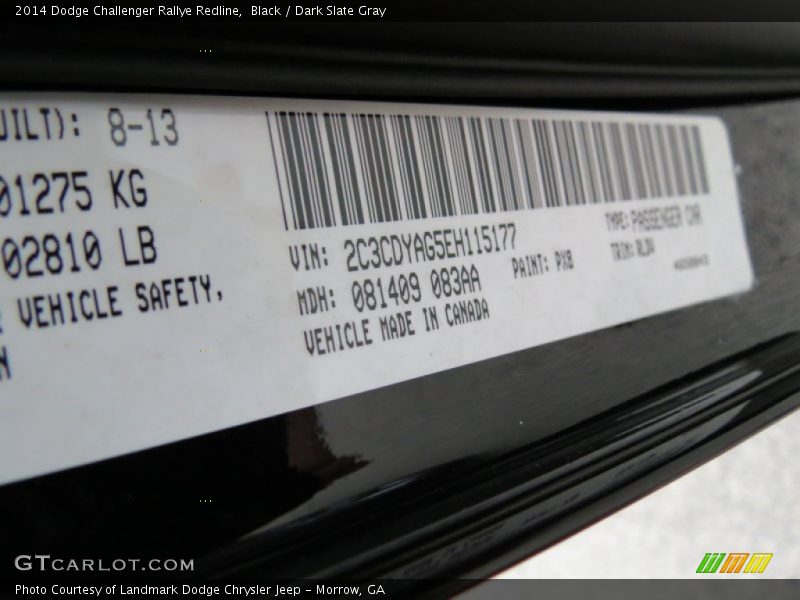 2014 Dodge Challenger Rallye Redline, Black / Dark Slate Gray
UILT): 8-13
01275 KG
02810 LB
VEHICLE SAFETY,
N
VIN: 2C3CDYAG5EH115177
MDH: 081409 083AA
VEHICLE MADE IN CANADA
PAINT: PX8
TYPE: PASSENGER CAR
TRIM: RLDV
GTCARLOT.COM
Photo Courtesy of Landmark Dodge Chrysler Jeep - Morrow, GA